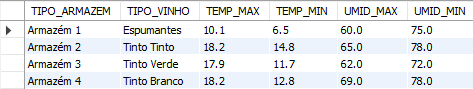 TIPO_ARMAZEM TIPO_VINHO TEMP_MAX TEMP_MIN UMID_MAX UMID_MIN
Armazém 1 Espumantes 10.1 6.5 60.0 75.0
Armazém 2 Tinto Tinto 18.2 14.8 65.0 78.0
Armazém 3 Tinto Verde 17.9 11.7 62.0 72.0
Armazém 4 Tinto Branco 18.2 12.8 69.0 78.0